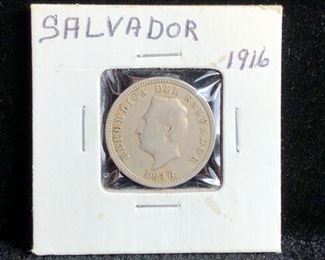 SALVADOR
1916
REPUBLICA DEL SALVADOR
1916